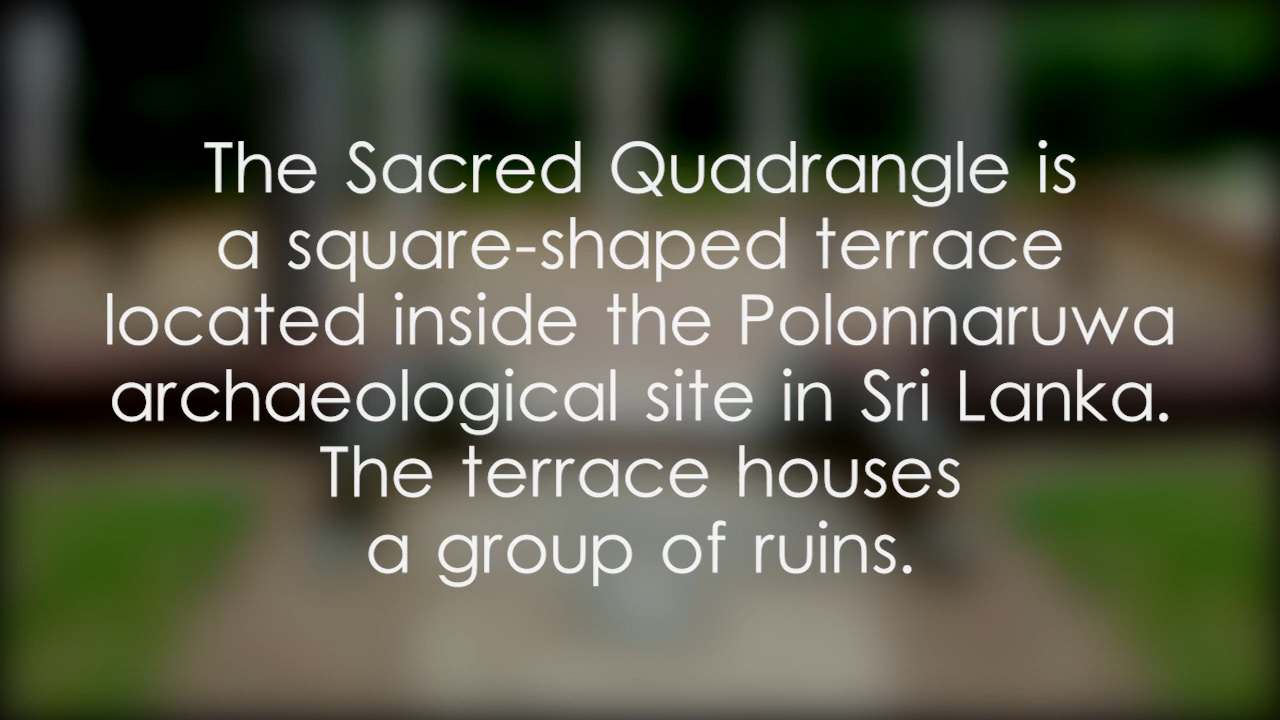 The Sacred Quadrangle is
a square-shaped terrace
located inside the Polonnaruwa
archaeological site in Sri Lanka.
The terrace houses
a group of ruins.